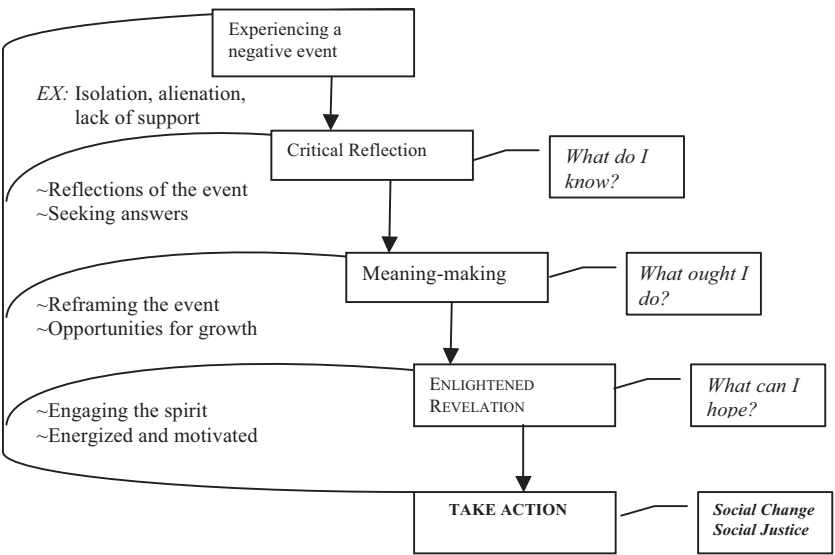 Experiencing a
negative event
EX: Isolation, alienation,
lack of support
Critical Reflection
What do I
know?
~Reflections of the event
~Seeking answers
Meaning-making
What ought I
do?
~Reframing the event
~Opportunities for growth
ENLIGHTENED
REVELATION
What can I
hope?
~Engaging the spirit
~Energized and motivated
TAKE ACTION
Social Change
Social Justice